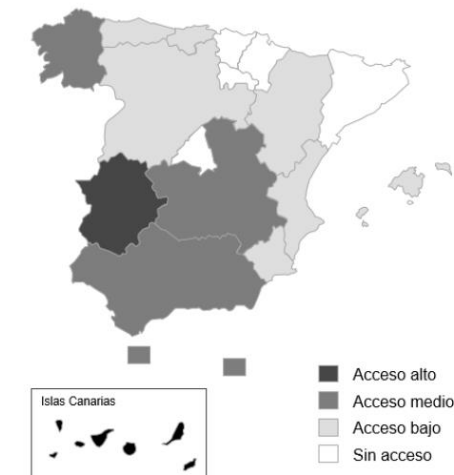 Islas Canarias
Acceso alto
Acceso medio
Acceso bajo
Sin acceso